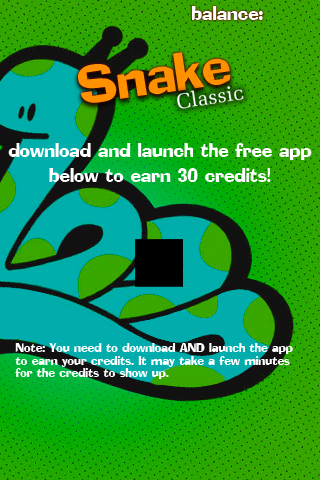 balance:
Snake
Classic
download and launch the free app
below to earn 30 credits!
Note: You need to download AND launch the app
to earn your credits. It may take a few minutes
for the credits to show up.